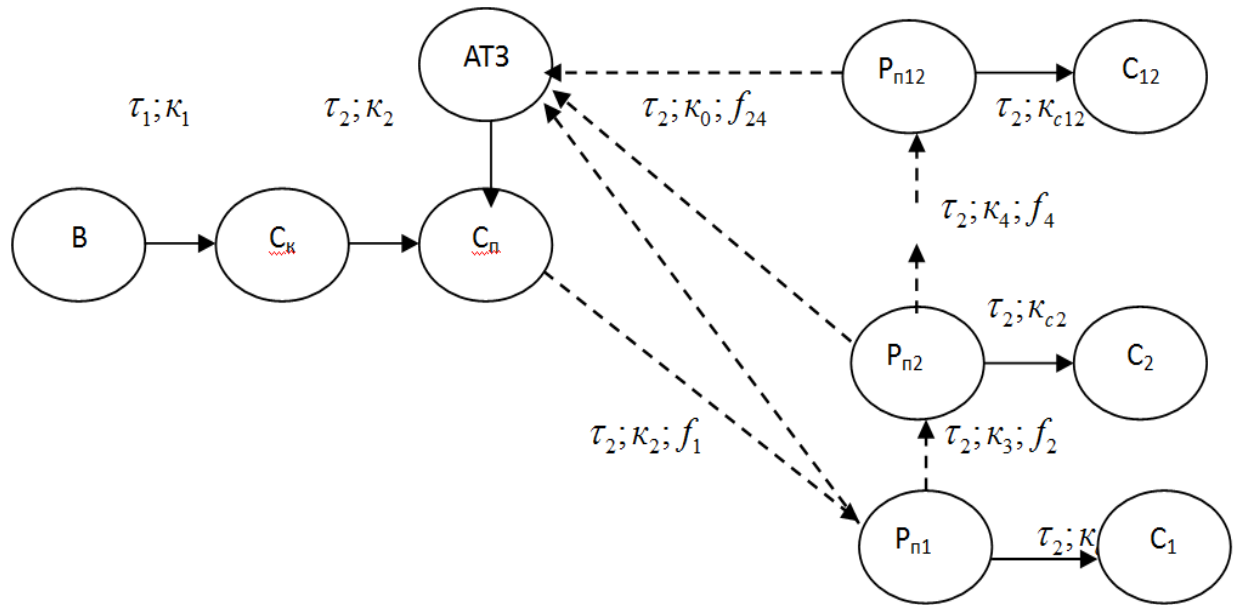 АТЗ
Рп12
С12
τ1;κ1
τ2;κ2
τ2;κ0;f24
τ2;κc12
В
Ск
Сп
τ2;κ4;f4
τ2;κc2
Рп2
С2
τ2;κ2;f1
τ2;κ3;f2
Рп1
τ2;κ
С1